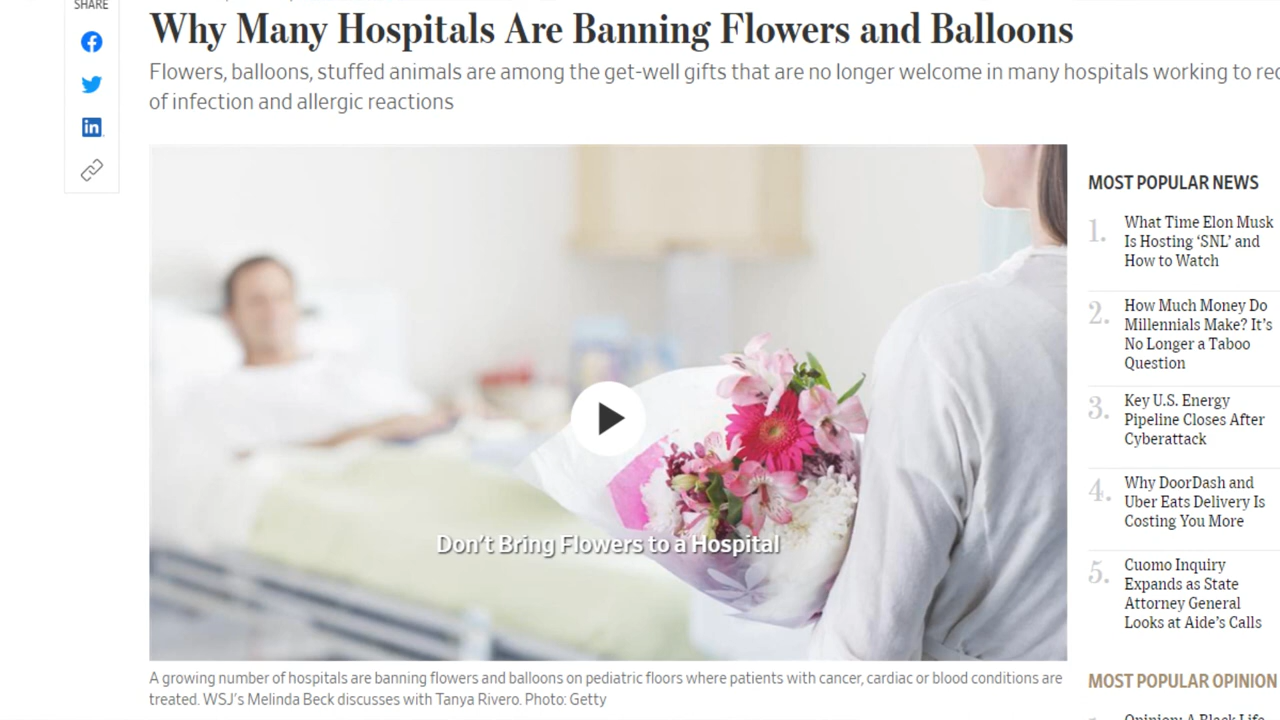 SHARE
Why Many Hospitals Are Banning Flowers and Balloons
Flowers, balloons, stuffed animals are among the get-well gifts that are no longer welcome in many hospitals working to
of infection and allergic reactions
in
Don't Bring Flowers to a Hospital
A growing number of hospitals are banning flowers and balloons on pediatric floors where patients with cancer, cardiac or blood conditions are
treated. WSJ's Melinda Beck discusses with Tanya Rivero. Photo: Getty
MOST POPULAR NEWS
1.
What Time Elon Musk
Is Hosting ‘SNL’ and
How to Watch
2.
How Much Money Do
Millennials Make? It's
No Longer a Taboo
Question
3.
Key U.S. Energy
Pipeline Closes After
Cyberattack
4.
Why DoorDash and
Uber Eats Delivery Is
Costing You More
5.
Cuomo Inquiry
Expands as State
Attorney General
Looks at Aide's Calls
MOST POPULAR OPINION
Opinion: A Black Life